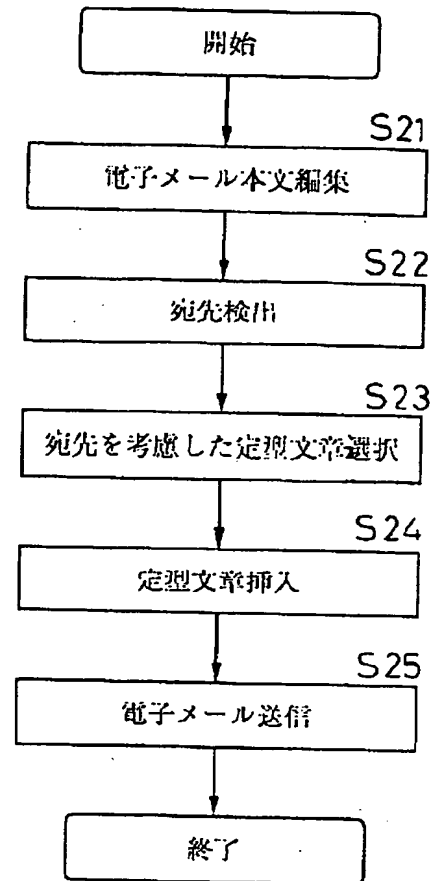 開始
S21
電子メール本文編集
S22
宛先検出
S23
宛先を考慮した定型文章選択
S24
定型文章挿入
S25
電子メール送信
終了